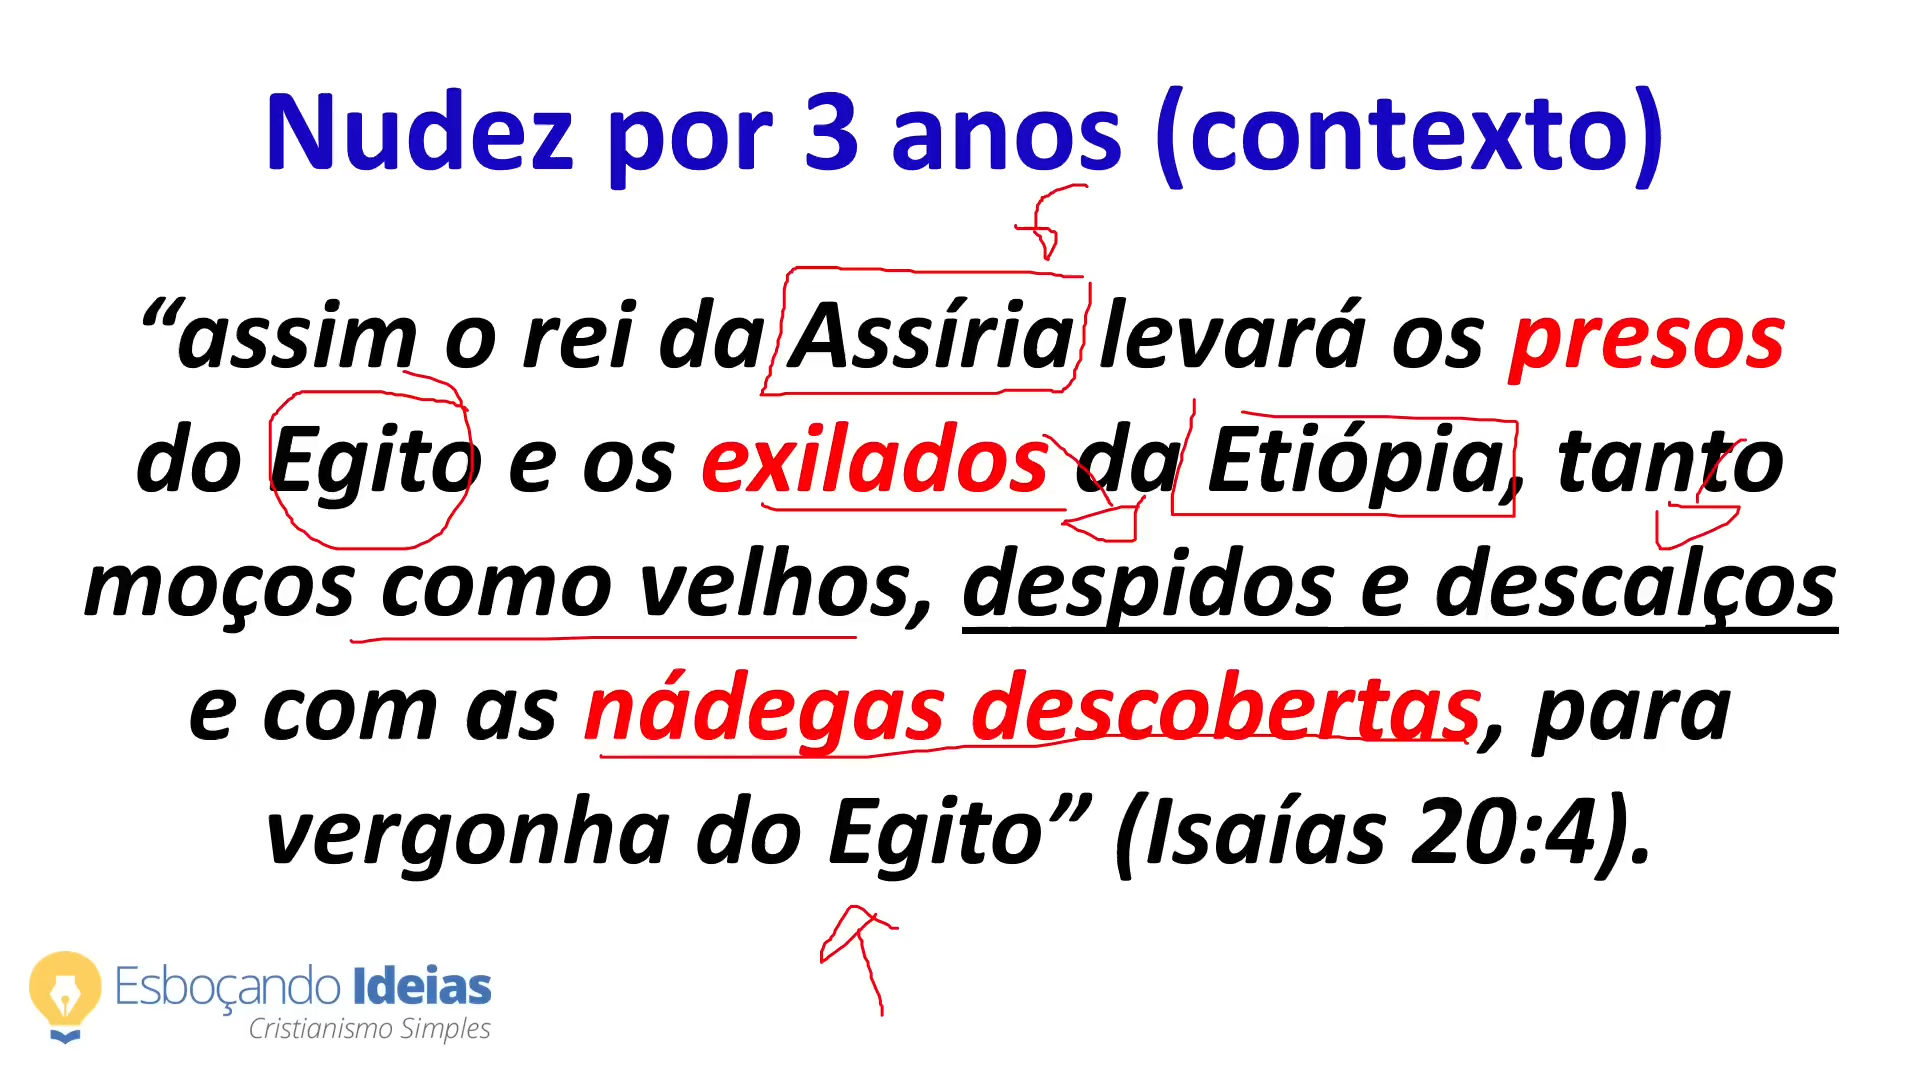 Nudez por 3 anos (contexto)
“assim o rei da Assíria levará os presos
do Egito e os exilados da Etiópia, tanto
moços como velhos, despidos e descalços
e com as nádegas descobertas, para
vergonha do Egito” (Isaías 20:4).
Esboçando Ideias
Cristianismo Simples